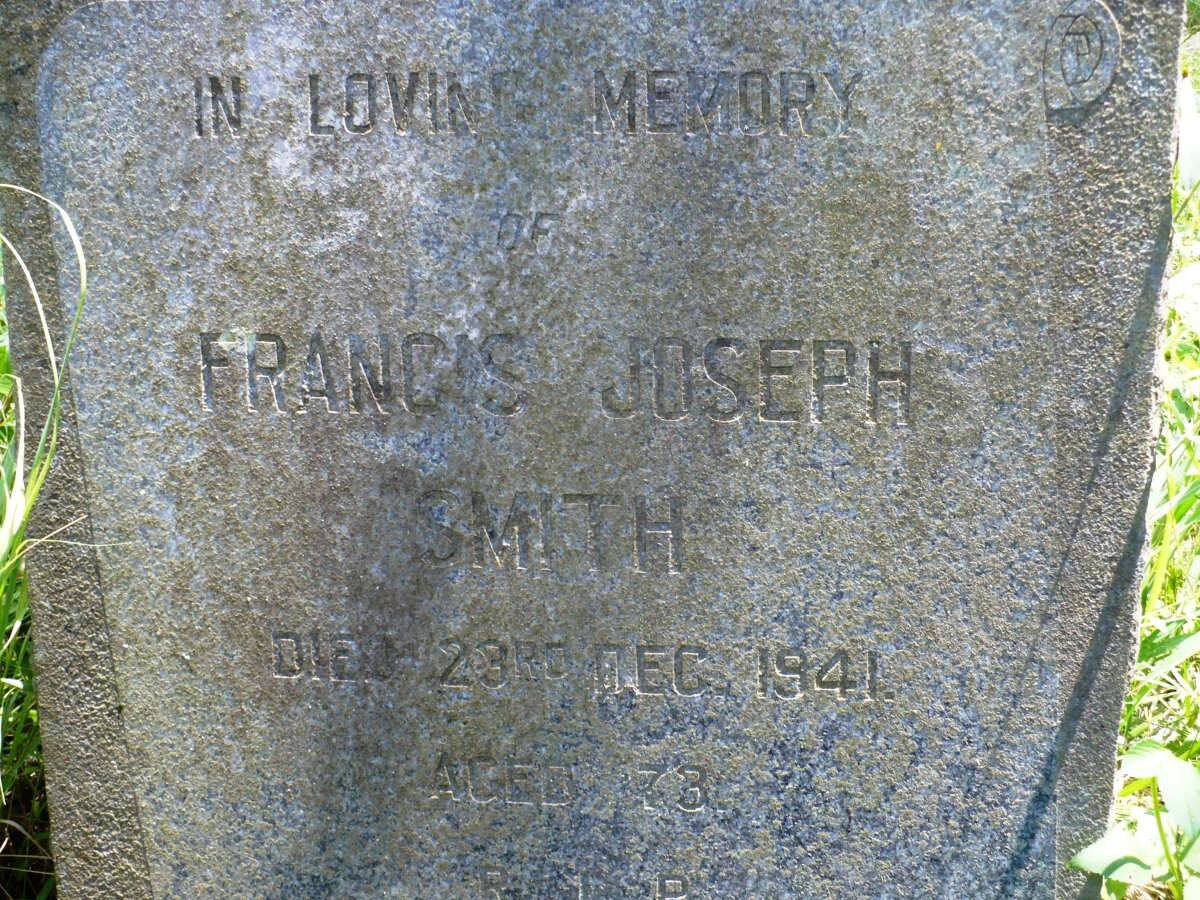 IN LOVING MEMORY
OF
FRANCIS JOSEPH
SMITH
DIED 23RD DEC. 1941.
AGED 73.
R. I. P.